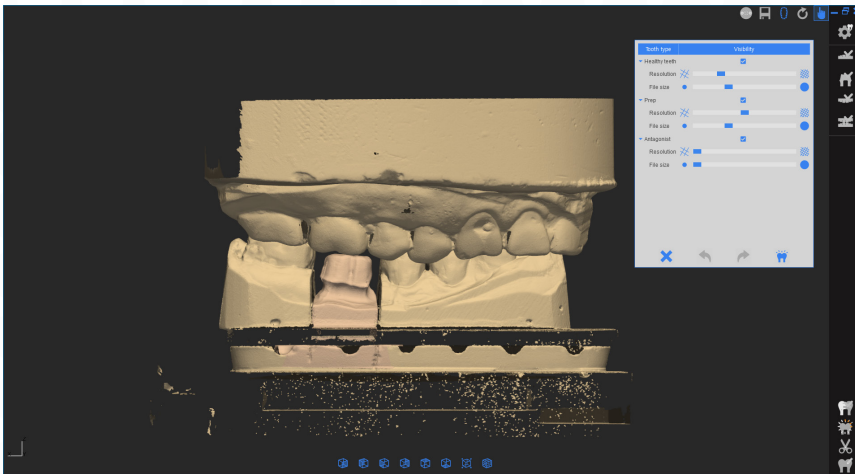 Tooth type Visibility
Healthy teeth
Resolution
File size
Prep
Resolution
File size
Antagonist
Resolution
File size